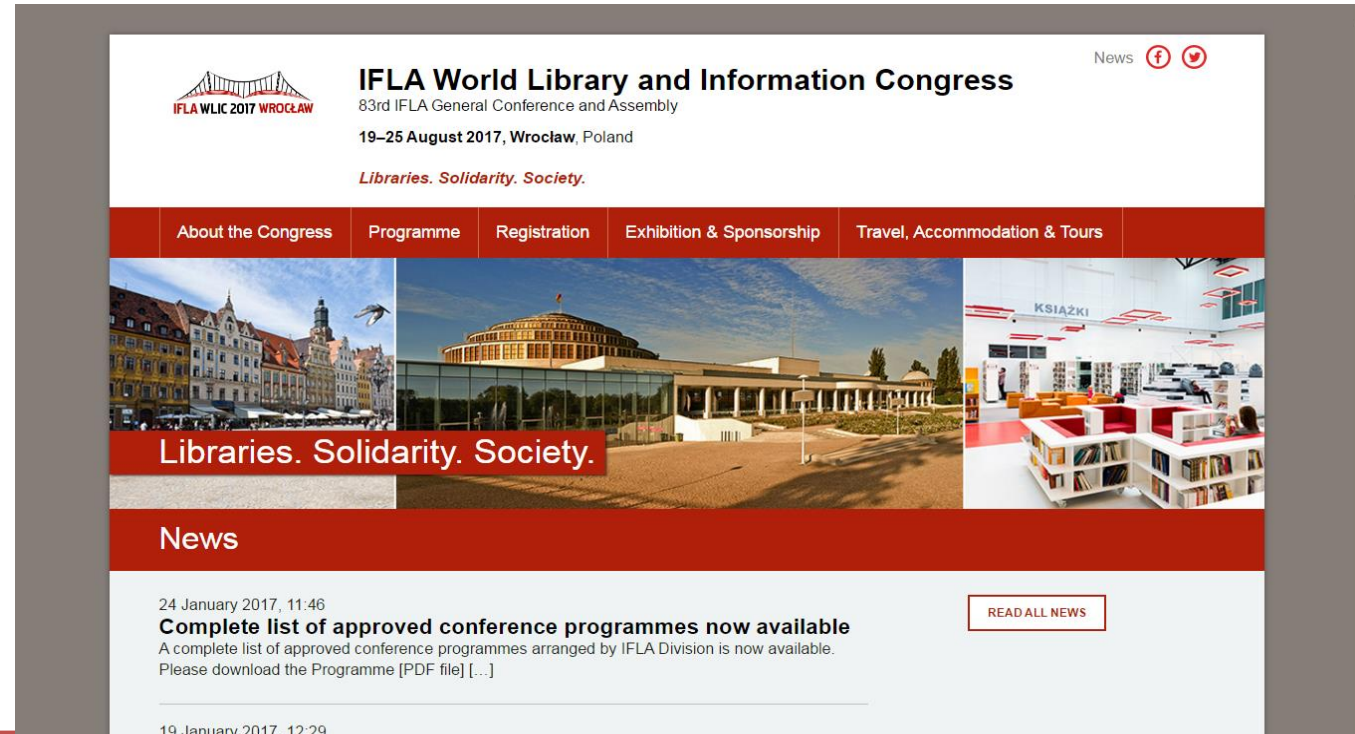 News
IFLA WLIC 2017 WROCŁAW
IFLA World Library and Information Congress
83rd IFLA General Conference and Assembly
19–25 August 2017, Wrocław, Poland
Libraries. Solidarity. Society.
About the Congress
Programme
Registration
Exhibition & Sponsorship
Travel, Accommodation & Tours
KSIĄŻKI
Libraries. Solidarity. Society.
News
24 January 2017, 11:46
Complete list of approved conference programmes now available
A complete list of approved conference programmes arranged by IFLA Division is now available.
Please download the Programme [PDF file] […]
READ ALL NEWS
19 January 2017, 12:29